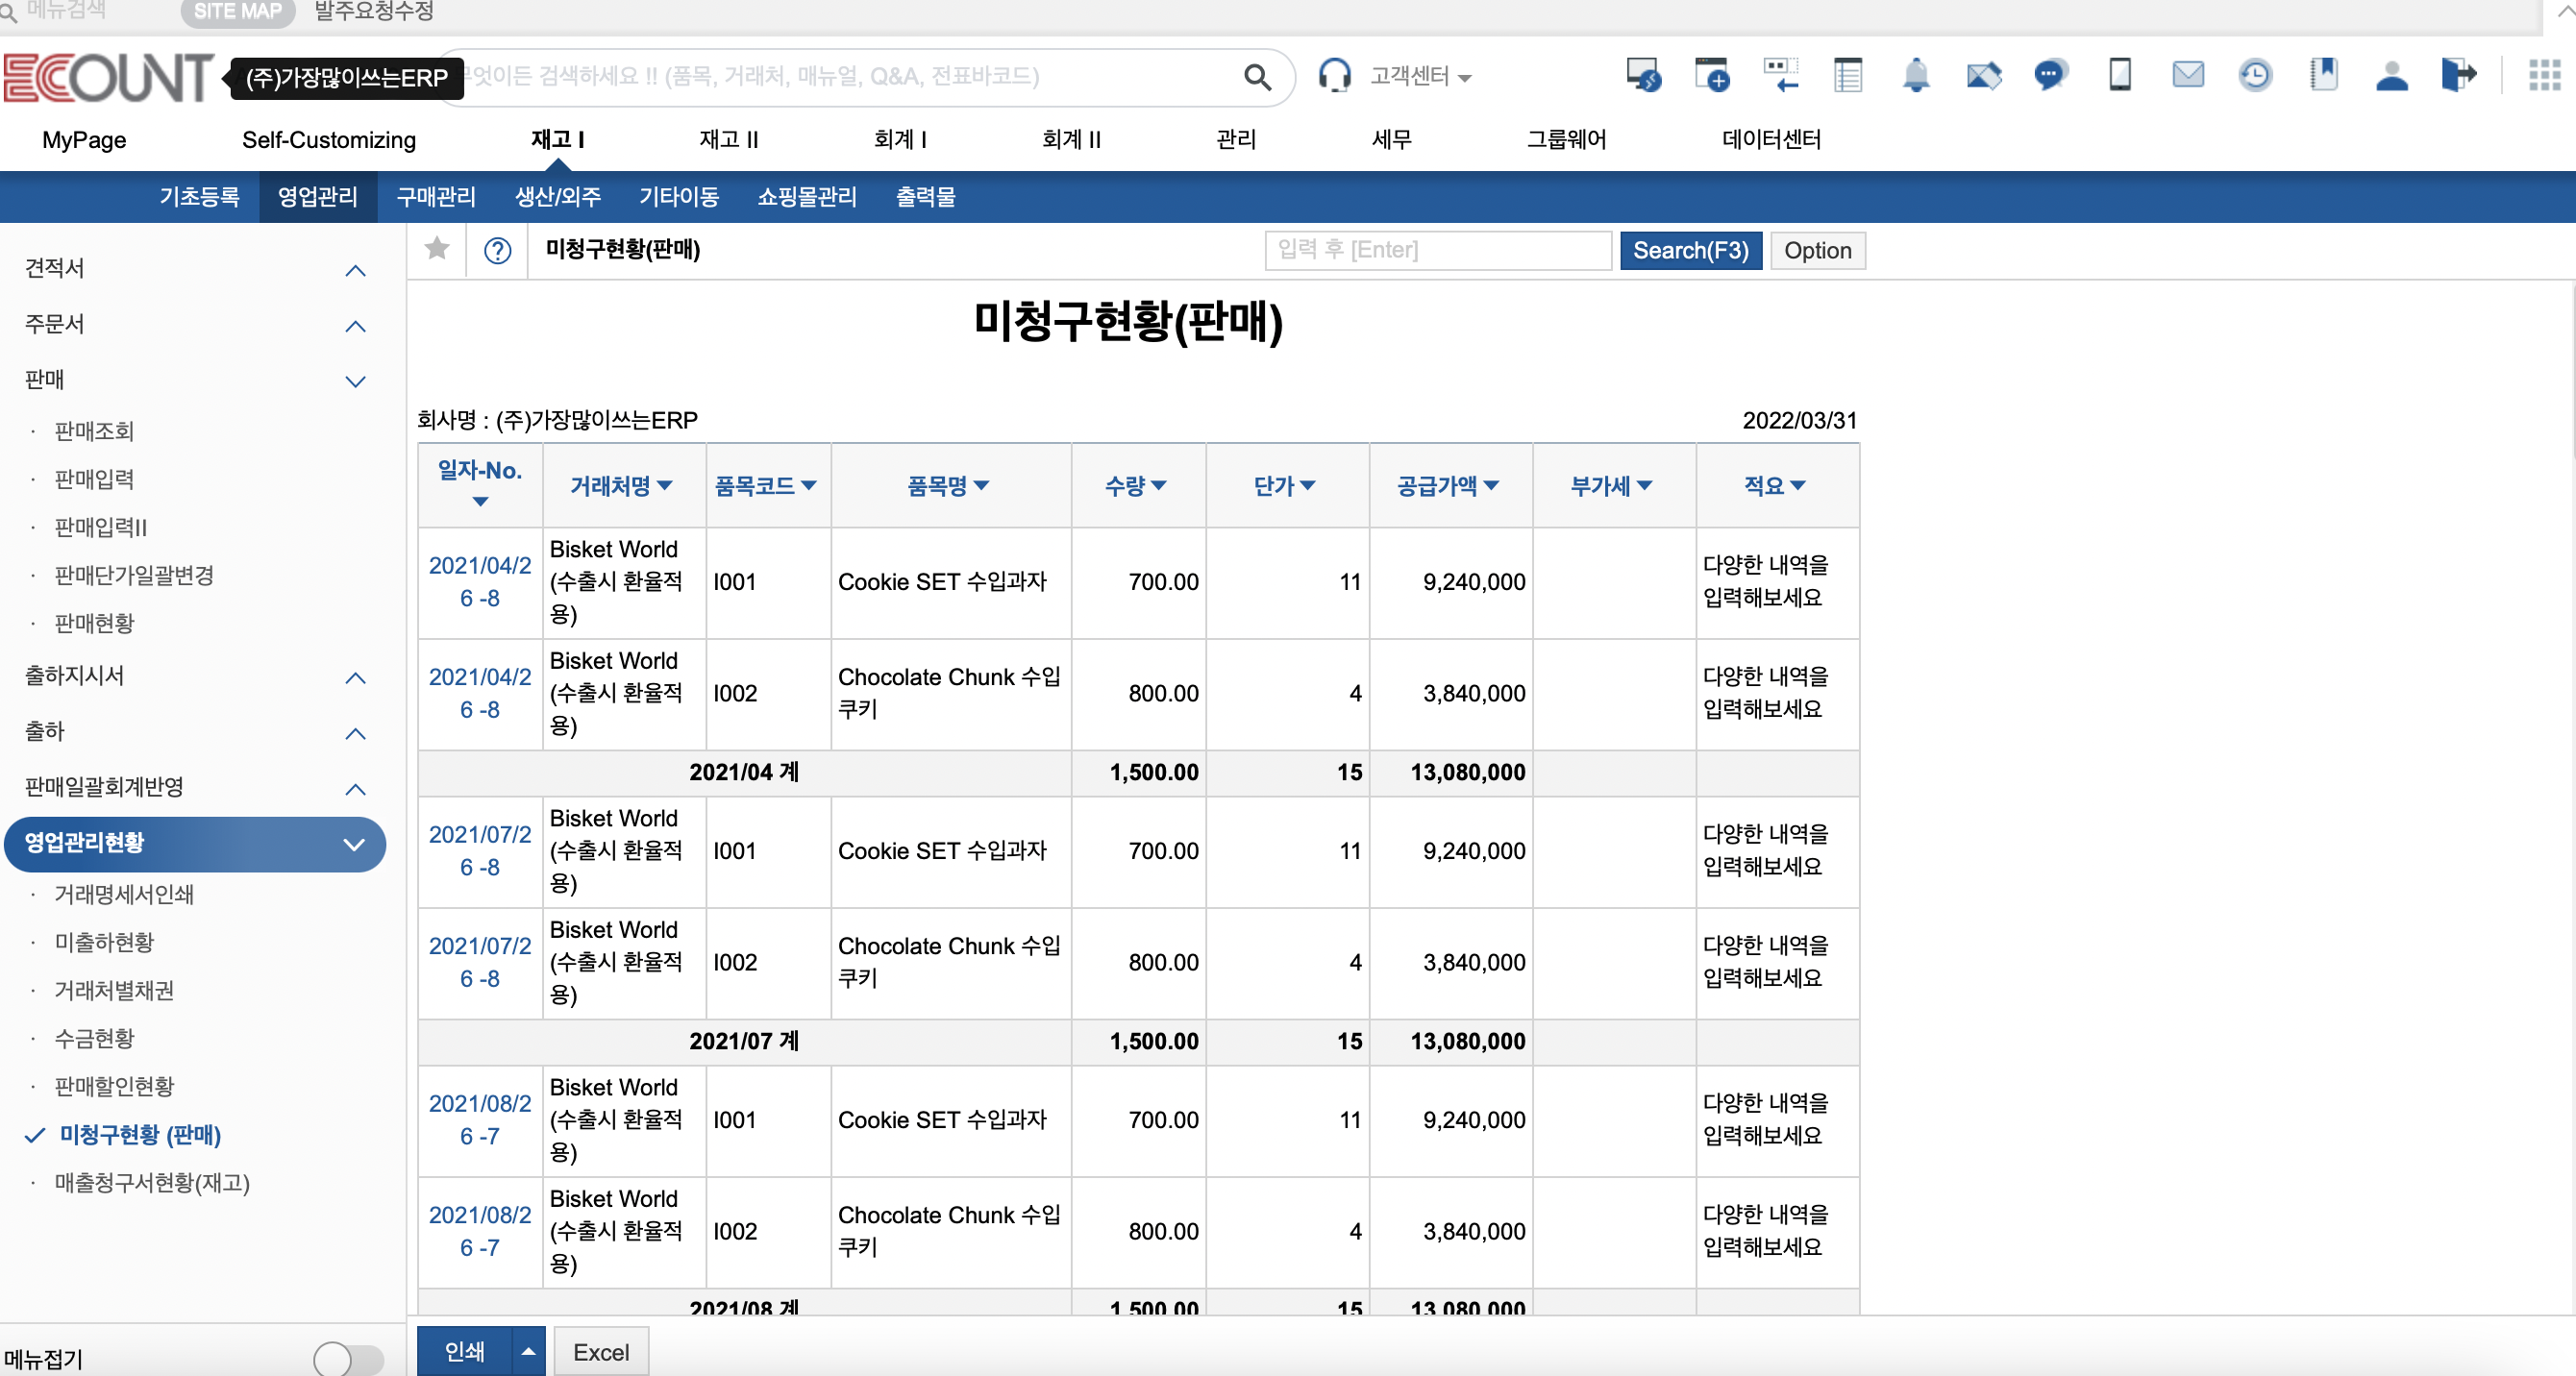 메뉴검색 SITE MAP 발주요청수정
ECOUNT (주)가장많이쓰는ERP 무엇이든 검색하세요 !! (품목, 거래처, 매뉴얼, Q&A, 전표바코드) 고객센터
MyPage Self-Customizing 재고 I 재고 II 회계 I 회계 II 관리 세무 그룹웨어 데이터센터
기초등록 영업관리 구매관리 생산/외주 기타이동 쇼핑몰관리 출력물
견적서
주문서
판매
· 판매조회
· 판매입력
· 판매입력II
· 판매단가일괄변경
· 판매현황
출하지시서
출하
판매일괄회계반영
영업관리현황
· 거래명세서인쇄
· 미출하현황
· 거래처별채권
· 수금현황
· 판매할인현황
미청구현황 (판매)
· 매출청구서현황(재고)
메뉴접기
미청구현황(판매) 입력 후 [Enter] Search(F3) Option
미청구현황(판매)
회사명 : (주)가장많이쓰는ERP 2022/03/31
일자-No. 거래처명 품목코드 품목명 수량 단가 공급가액 부가세 적요
2021/04/2
6 -8
Bisket World
(수출시 환율적
용)
I001 Cookie SET 수입과자 700.00 11 9,240,000
다양한 내역을
입력해보세요
2021/04/2
6 -8
Bisket World
(수출시 환율적
용)
I002
Chocolate Chunk 수입
쿠키
800.00 4 3,840,000
다양한 내역을
입력해보세요
2021/04 계 1,500.00 15 13,080,000
2021/07/2
6 -8
Bisket World
(수출시 환율적
용)
I001 Cookie SET 수입과자 700.00 11 9,240,000
다양한 내역을
입력해보세요
2021/07/2
6 -8
Bisket World
(수출시 환율적
용)
I002
Chocolate Chunk 수입
쿠키
800.00 4 3,840,000
다양한 내역을
입력해보세요
2021/07 계 1,500.00 15 13,080,000
2021/08/2
6 -7
Bisket World
(수출시 환율적
용)
I001 Cookie SET 수입과자 700.00 11 9,240,000
다양한 내역을
입력해보세요
2021/08/2
6 -7
Bisket World
(수출시 환율적
용)
I002
Chocolate Chunk 수입
쿠키
800.00 4 3,840,000
다양한 내역을
입력해보세요
2021/08 계 1,500.00 15 13,080,000
인쇄 Excel